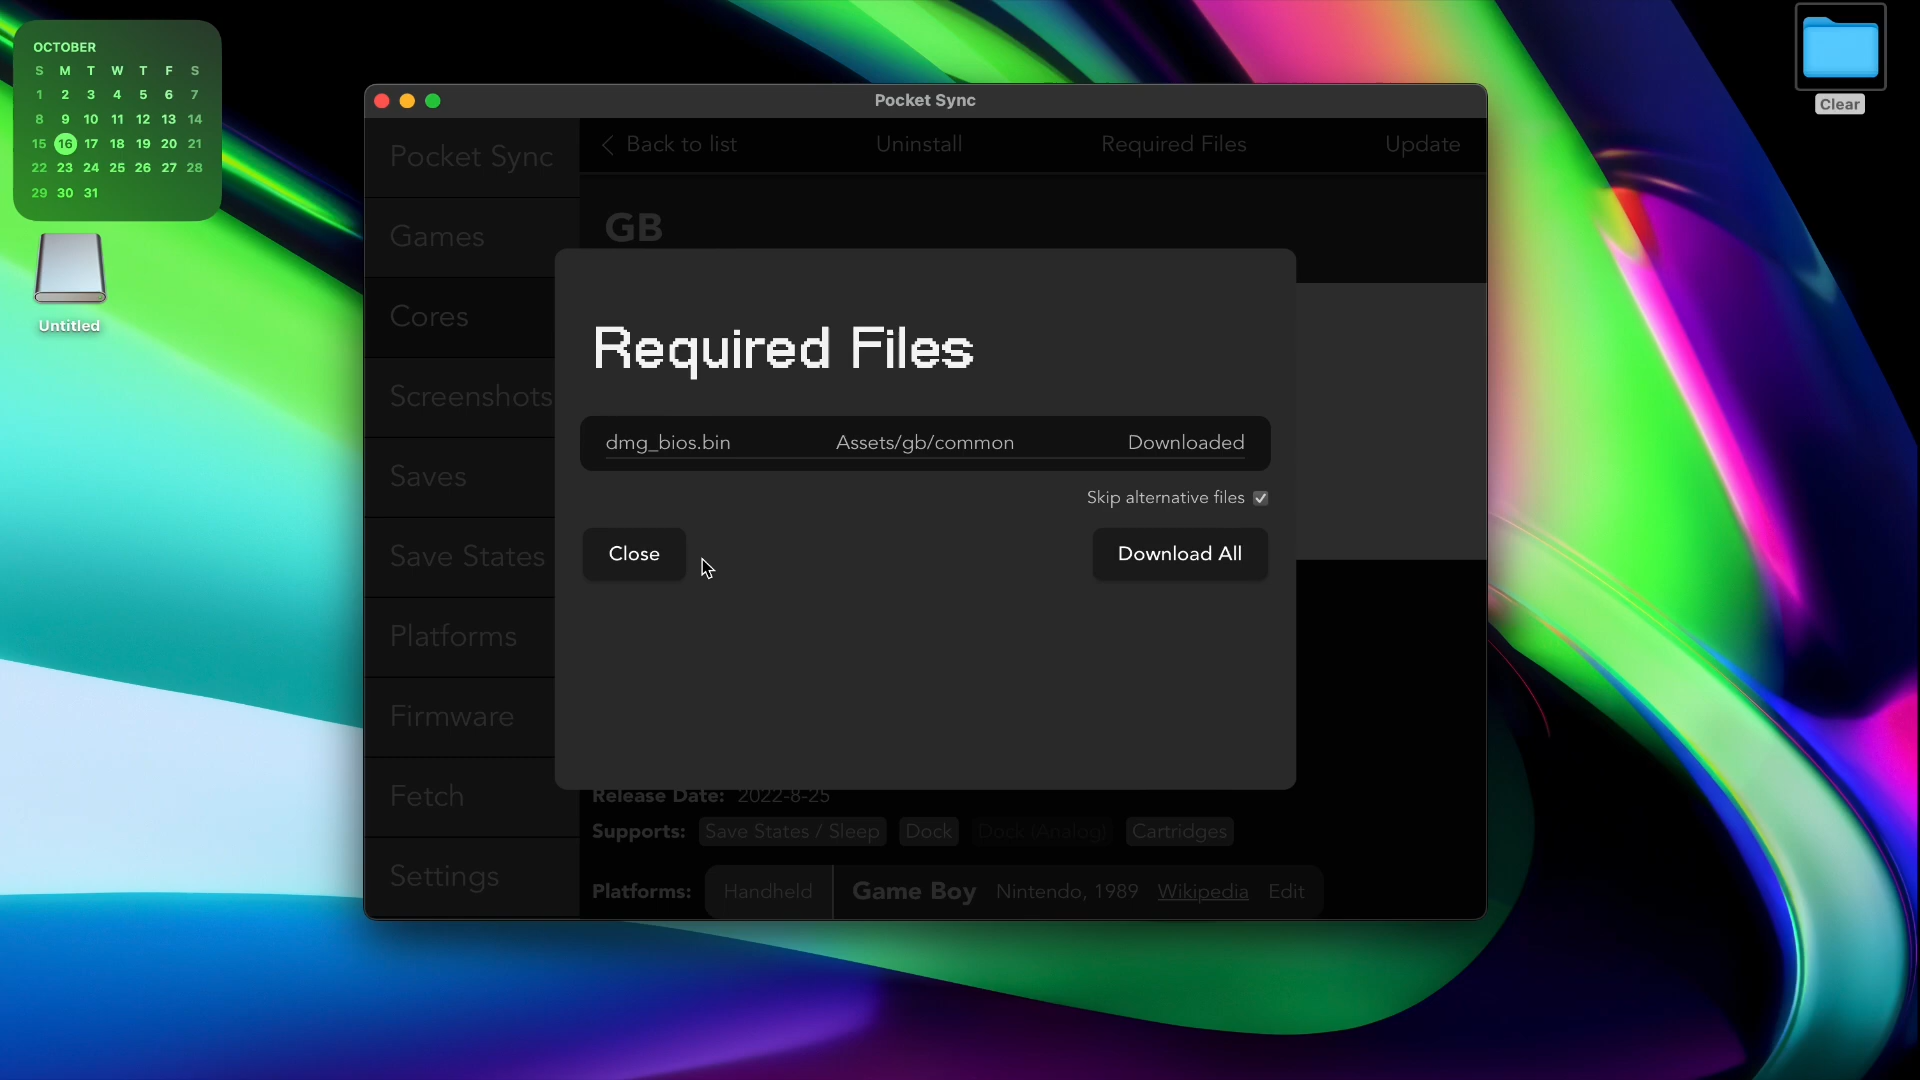 OCTOBER
S M T W T F S
1 2 3 4 5 6 7
8 9 10 11 12 13 14
15 16 17 18 19 20 21
22 23 24 25 26 27 28
29 30 31
Untitled
Clear
Pocket Sync
Pocket Sync
Games
Cores
Screenshots
Saves
Save States
Platforms
Firmware
Fetch
Settings
Back to list Uninstall Required Files Update
GB
Required Files
dmg_bios.bin Assets/gb/common Downloaded
Skip alternative files
Close Download All
Release Date: 2022-8-25
Supports: Save States / Sleep Dock Dock (Analog) Cartridges
Platforms: Handheld Game Boy Nintendo, 1989 Wikipedia Edit